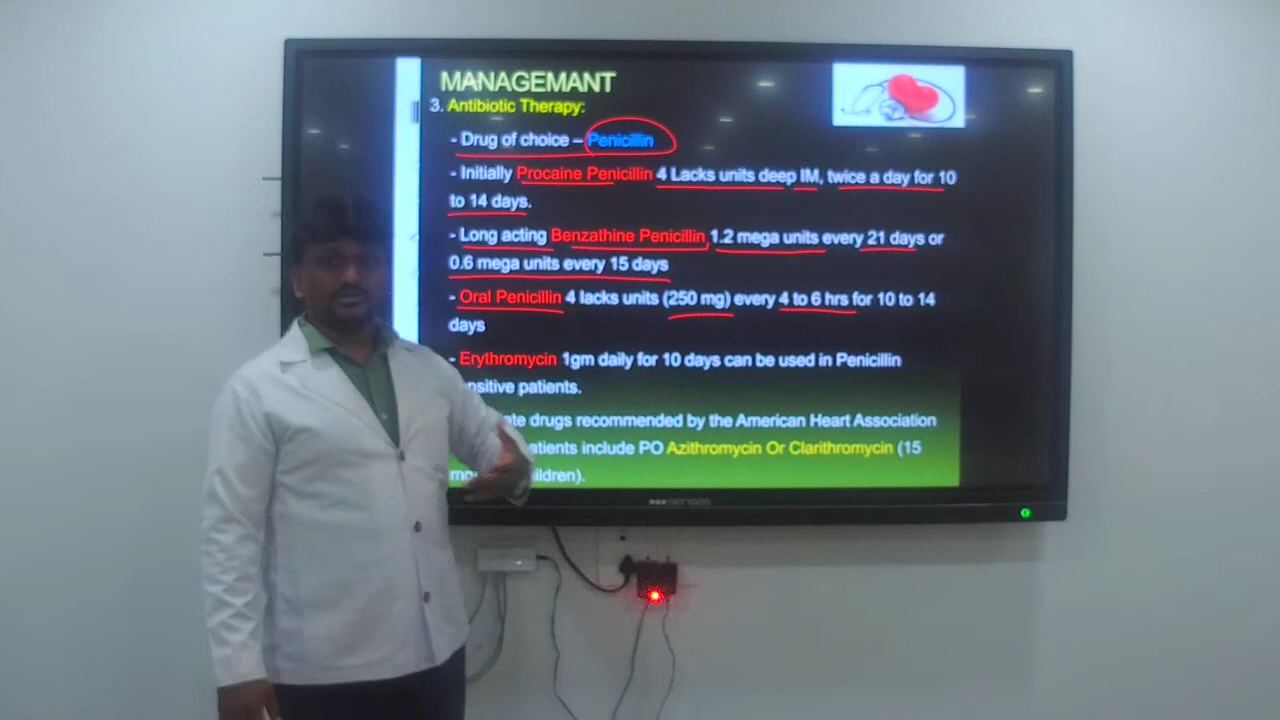 MANAGEMANT
3. Antibiotic Therapy:
- Drug of choice – Penicillin
- Initially Procaine Penicillin 4 Lacks units deep IM, twice a day for 10
to 14 days.
- Long acting Benzathine Penicillin, 1.2 mega units every 21 days or
0.6 mega units every 15 days
- Oral Penicillin 4 lacks units (250 mg) every 4 to 6 hrs for 10 to 14
days
- Erythromycin 1gm daily for 10 days can be used in Penicillin
patients.
drugs recommended by the American Heart Association
include PO Azithromycin Or Clarithromycin (15